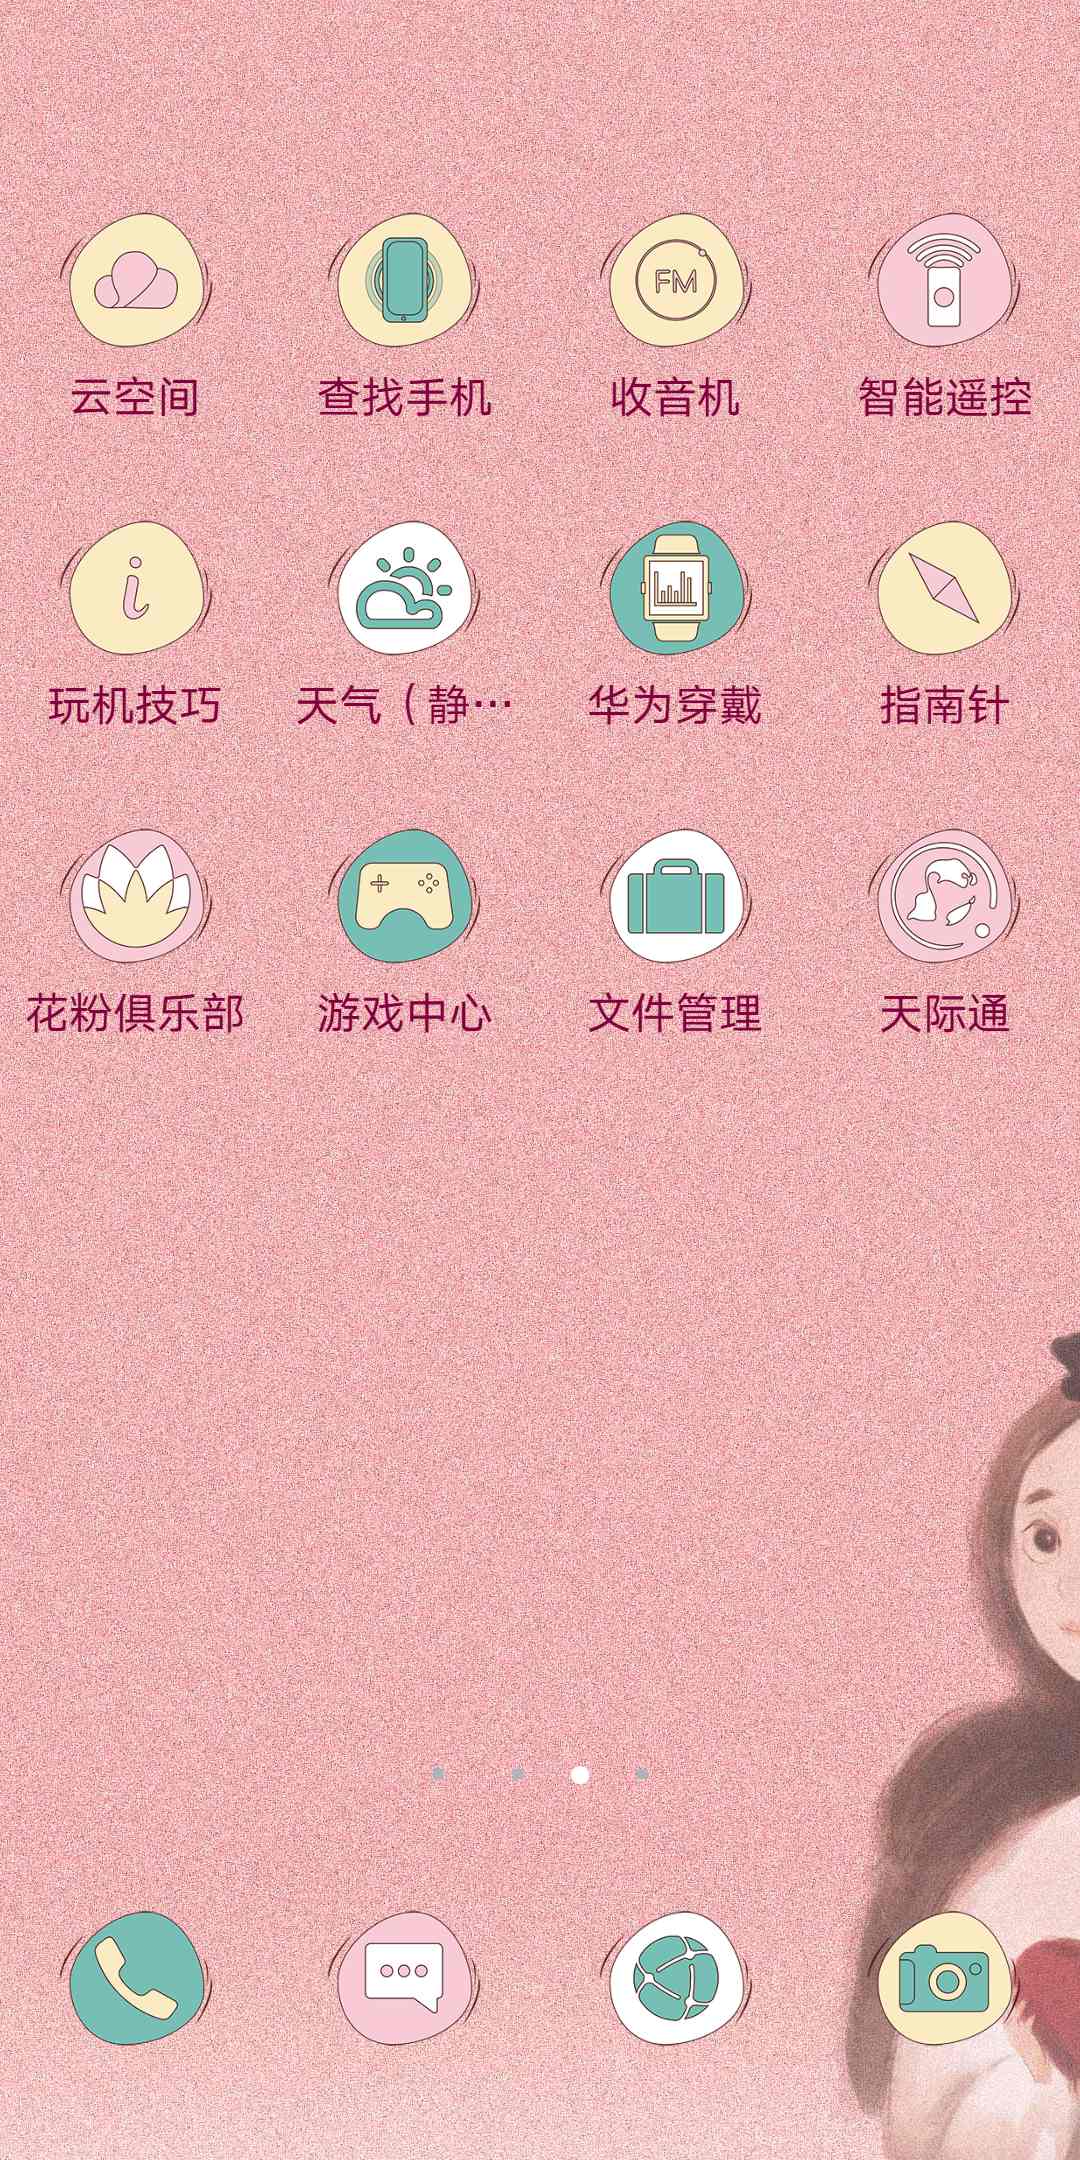 FM
云空间
查找手机
收音机
智能遥控
玩机技巧
天气（静…
华为穿戴
指南针
花粉俱乐部
游戏中心
文件管理
天际通